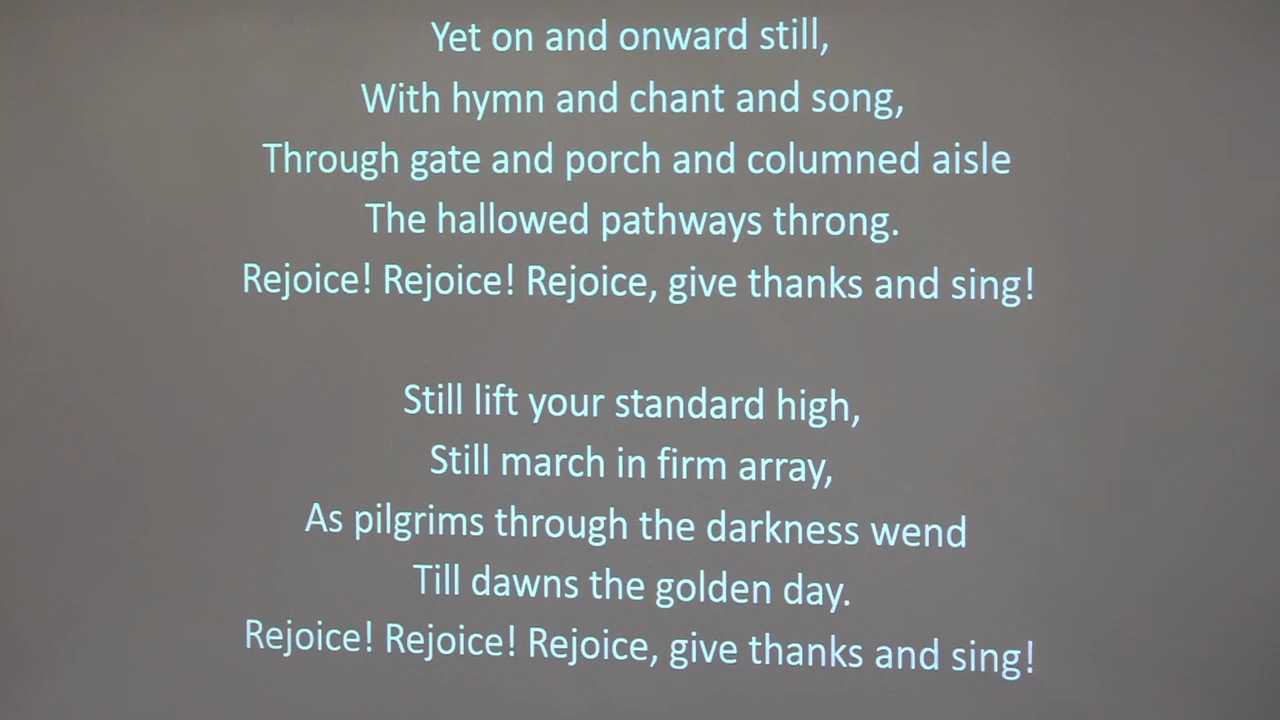 Yet on and onward still,
With hymn and chant and song,
Through gate and porch and columned aisle
The hallowed pathways throng.
Rejoice! Rejoice! Rejoice, give thanks and sing!
Still lift your standard high,
Still march in firm array,
As pilgrims through the darkness wend
Till dawns the golden day.
Rejoice! Rejoice! Rejoice, give thanks and sing!